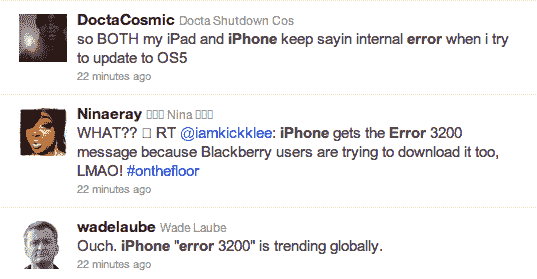 DoctaCosmic Docta Shutdown Cos
so BOTH my iPad and iPhone keep sayin internal error when i try
to update to OS5
22 minutes ago
Ninaeray Nina
WHAT?? RT @iamkickklee: iPhone gets the Error 3200
message because Blackberry users are trying to download it too,
LMAO! #onthefloor
22 minutes ago
wadelaube Wade Laube
Ouch. iPhone "error 3200" is trending globally.
22 minutes ago